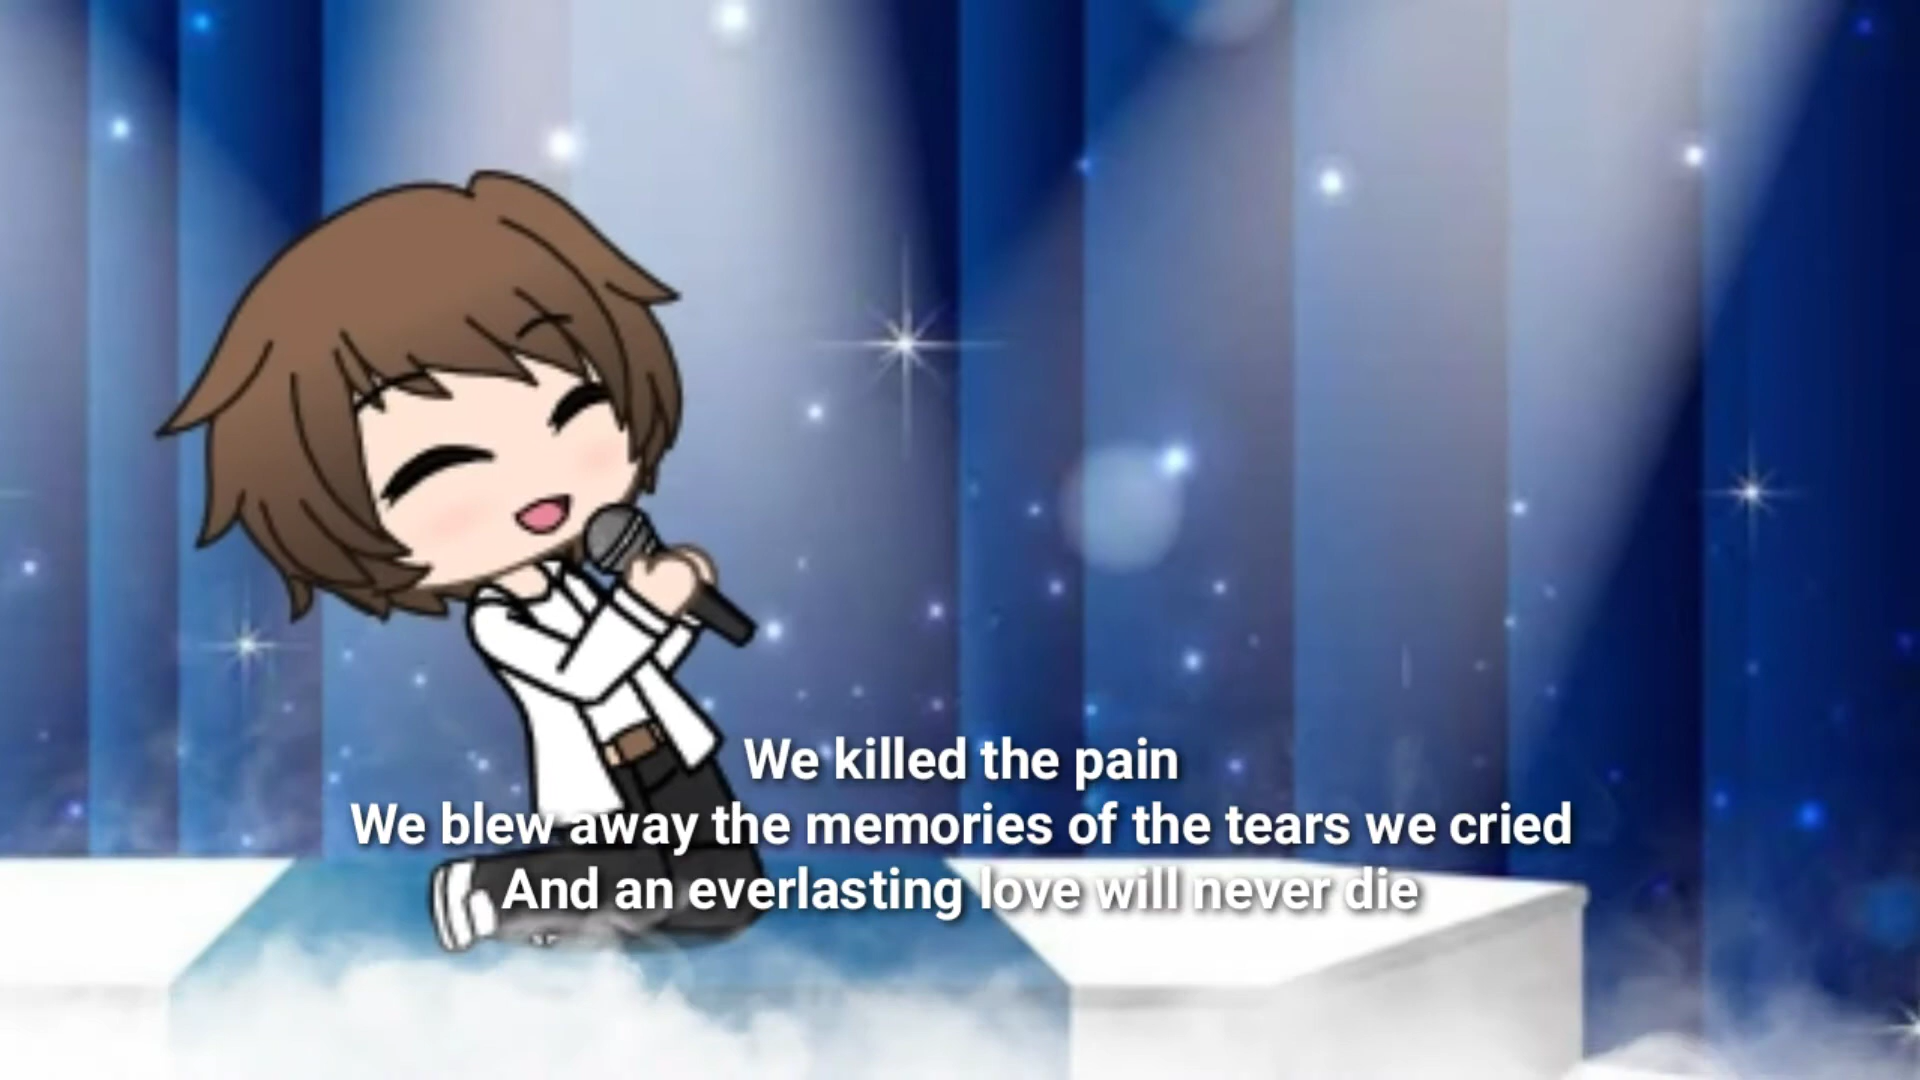 We killed the pain
We blew away the memories of the tears we cried
And an everlasting love will never die